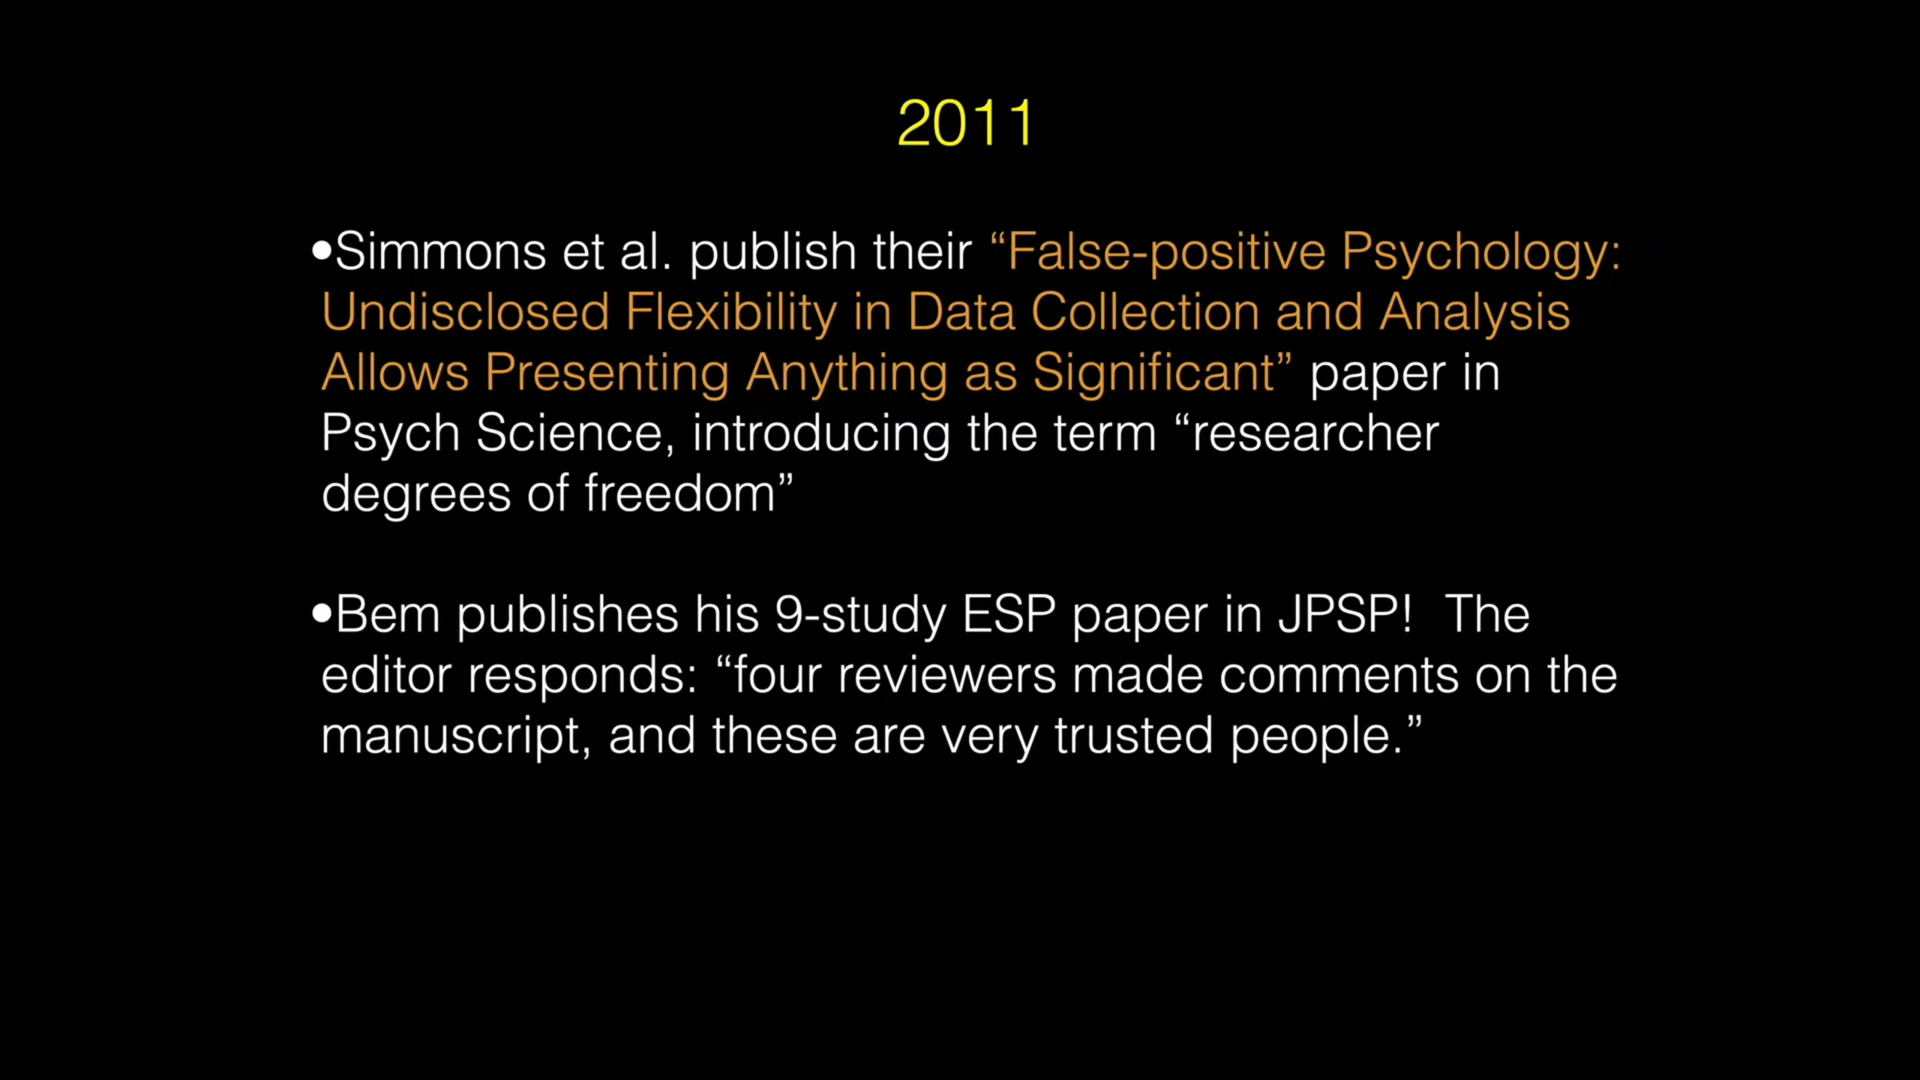 2011
•Simmons et al. publish their “False-positive Psychology:
Undisclosed Flexibility in Data Collection and Analysis
Allows Presenting Anything as Significant” paper in
Psych Science, introducing the term “researcher
degrees of freedom”
•Bem publishes his 9-study ESP paper in JPSP!  The
editor responds: “four reviewers made comments on the
manuscript, and these are very trusted people.”